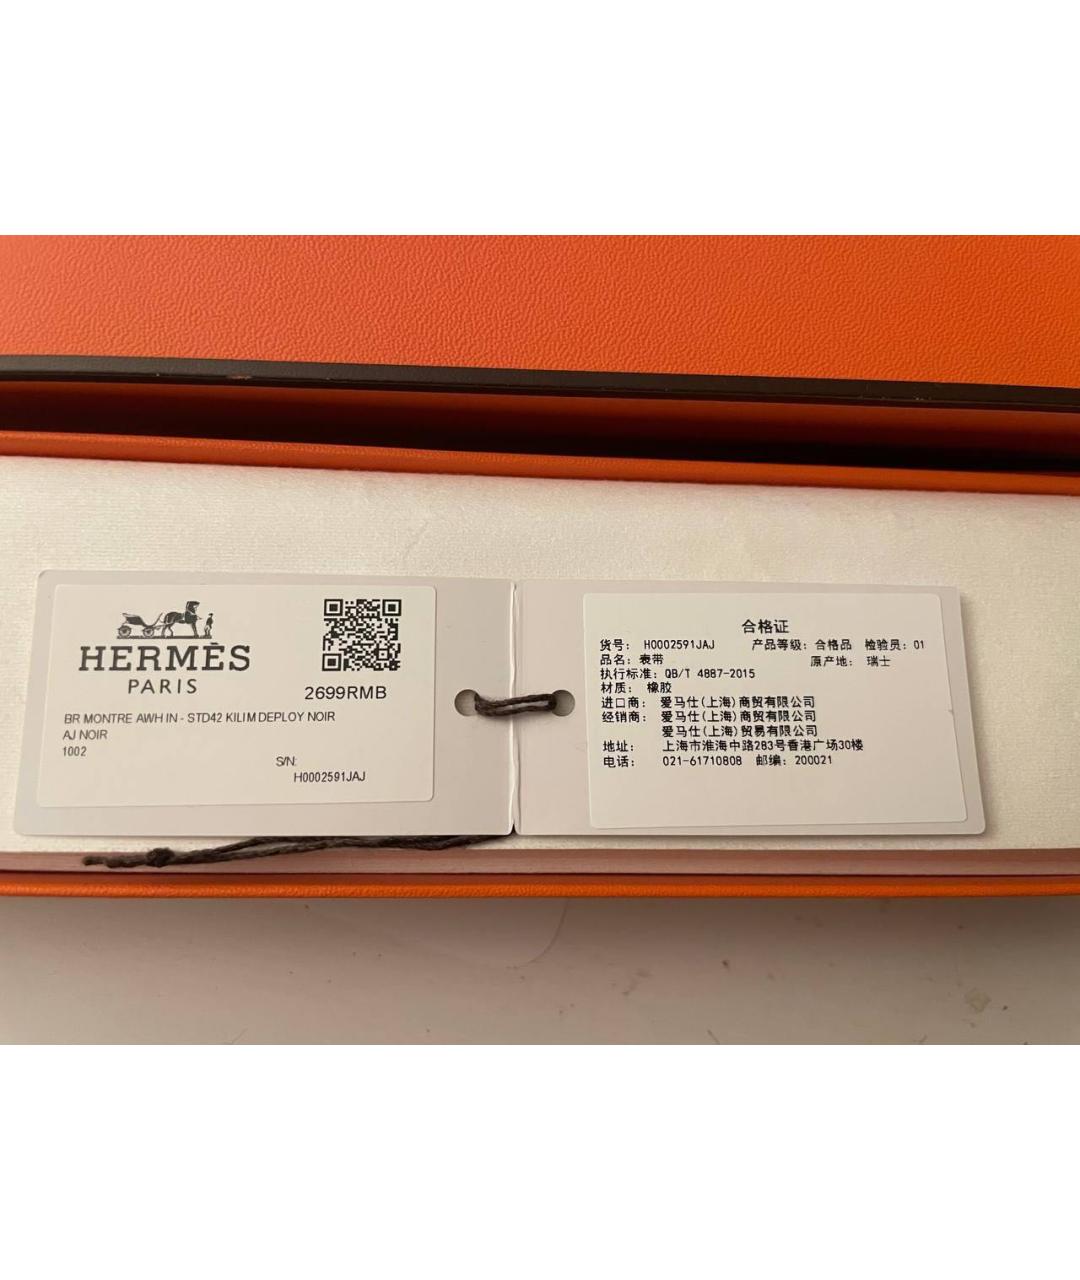 HERMÈS
PARIS
2699RMB
BR MONTRE AWH IN - STD42 KILIM DEPLOY NOIR
AJ NOIR
1002
S/N:
H0002591JAJ
合格证
货号： H0002591JAJ 产品等级：合格品 检验员：01
品名：表带 原产地： 瑞士
执行标准：QB/T 4887-2015
材质： 橡胶
进口商： 爱马仕(上海)商贸有限公司
经销商： 爱马仕(上海)商贸有限公司
爱马仕(上海)贸易有限公司
地址： 上海市淮海中路283号香港广场30楼
电话： 021-61710808 邮编：200021